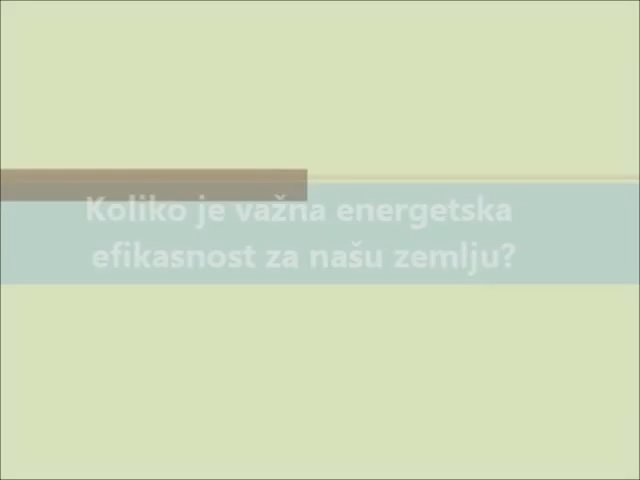 Koliko je važna energetska
efikasnost za našu zemlju?